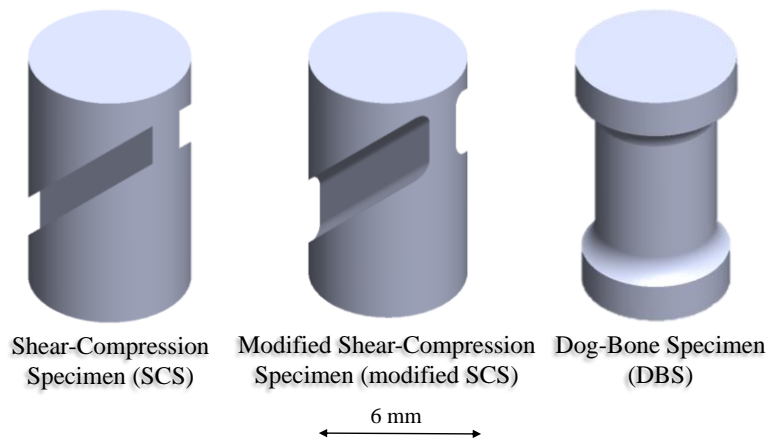 Shear-Compression
Specimen (SCS)
Modified Shear-Compression
Specimen (modified SCS)
Dog-Bone Specimen
(DBS)
6 mm